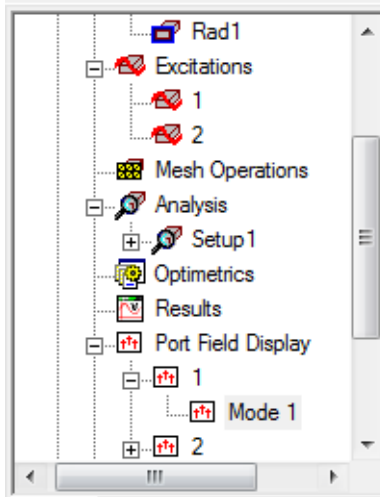 Rad1
Excitations
1
2
Mesh Operations
Analysis
Setup1
Optimetrics
Results
Port Field Display
1
Mode 1
2